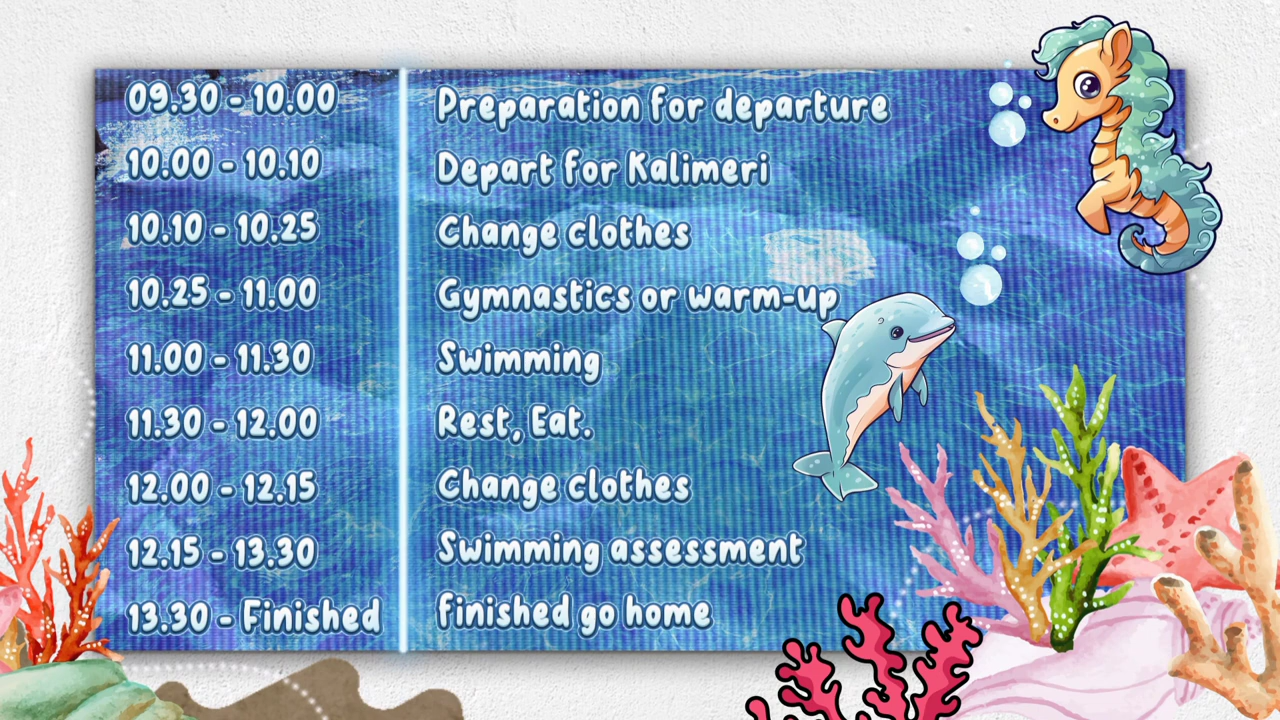 09.30 - 10.00 Preparation for departure
10.00 - 10.10 Depart for Kalimeri
10.10 - 10.25 Change clothes
10.25 - 11.00 Gymnastics or warm-up
11.00 - 11.30 Swimming
11.30 - 12.00 Rest, Eat.
12.00 - 12.15 Change clothes
12.15 - 13.30 Swimming assessment
13.30 - Finished finished go home